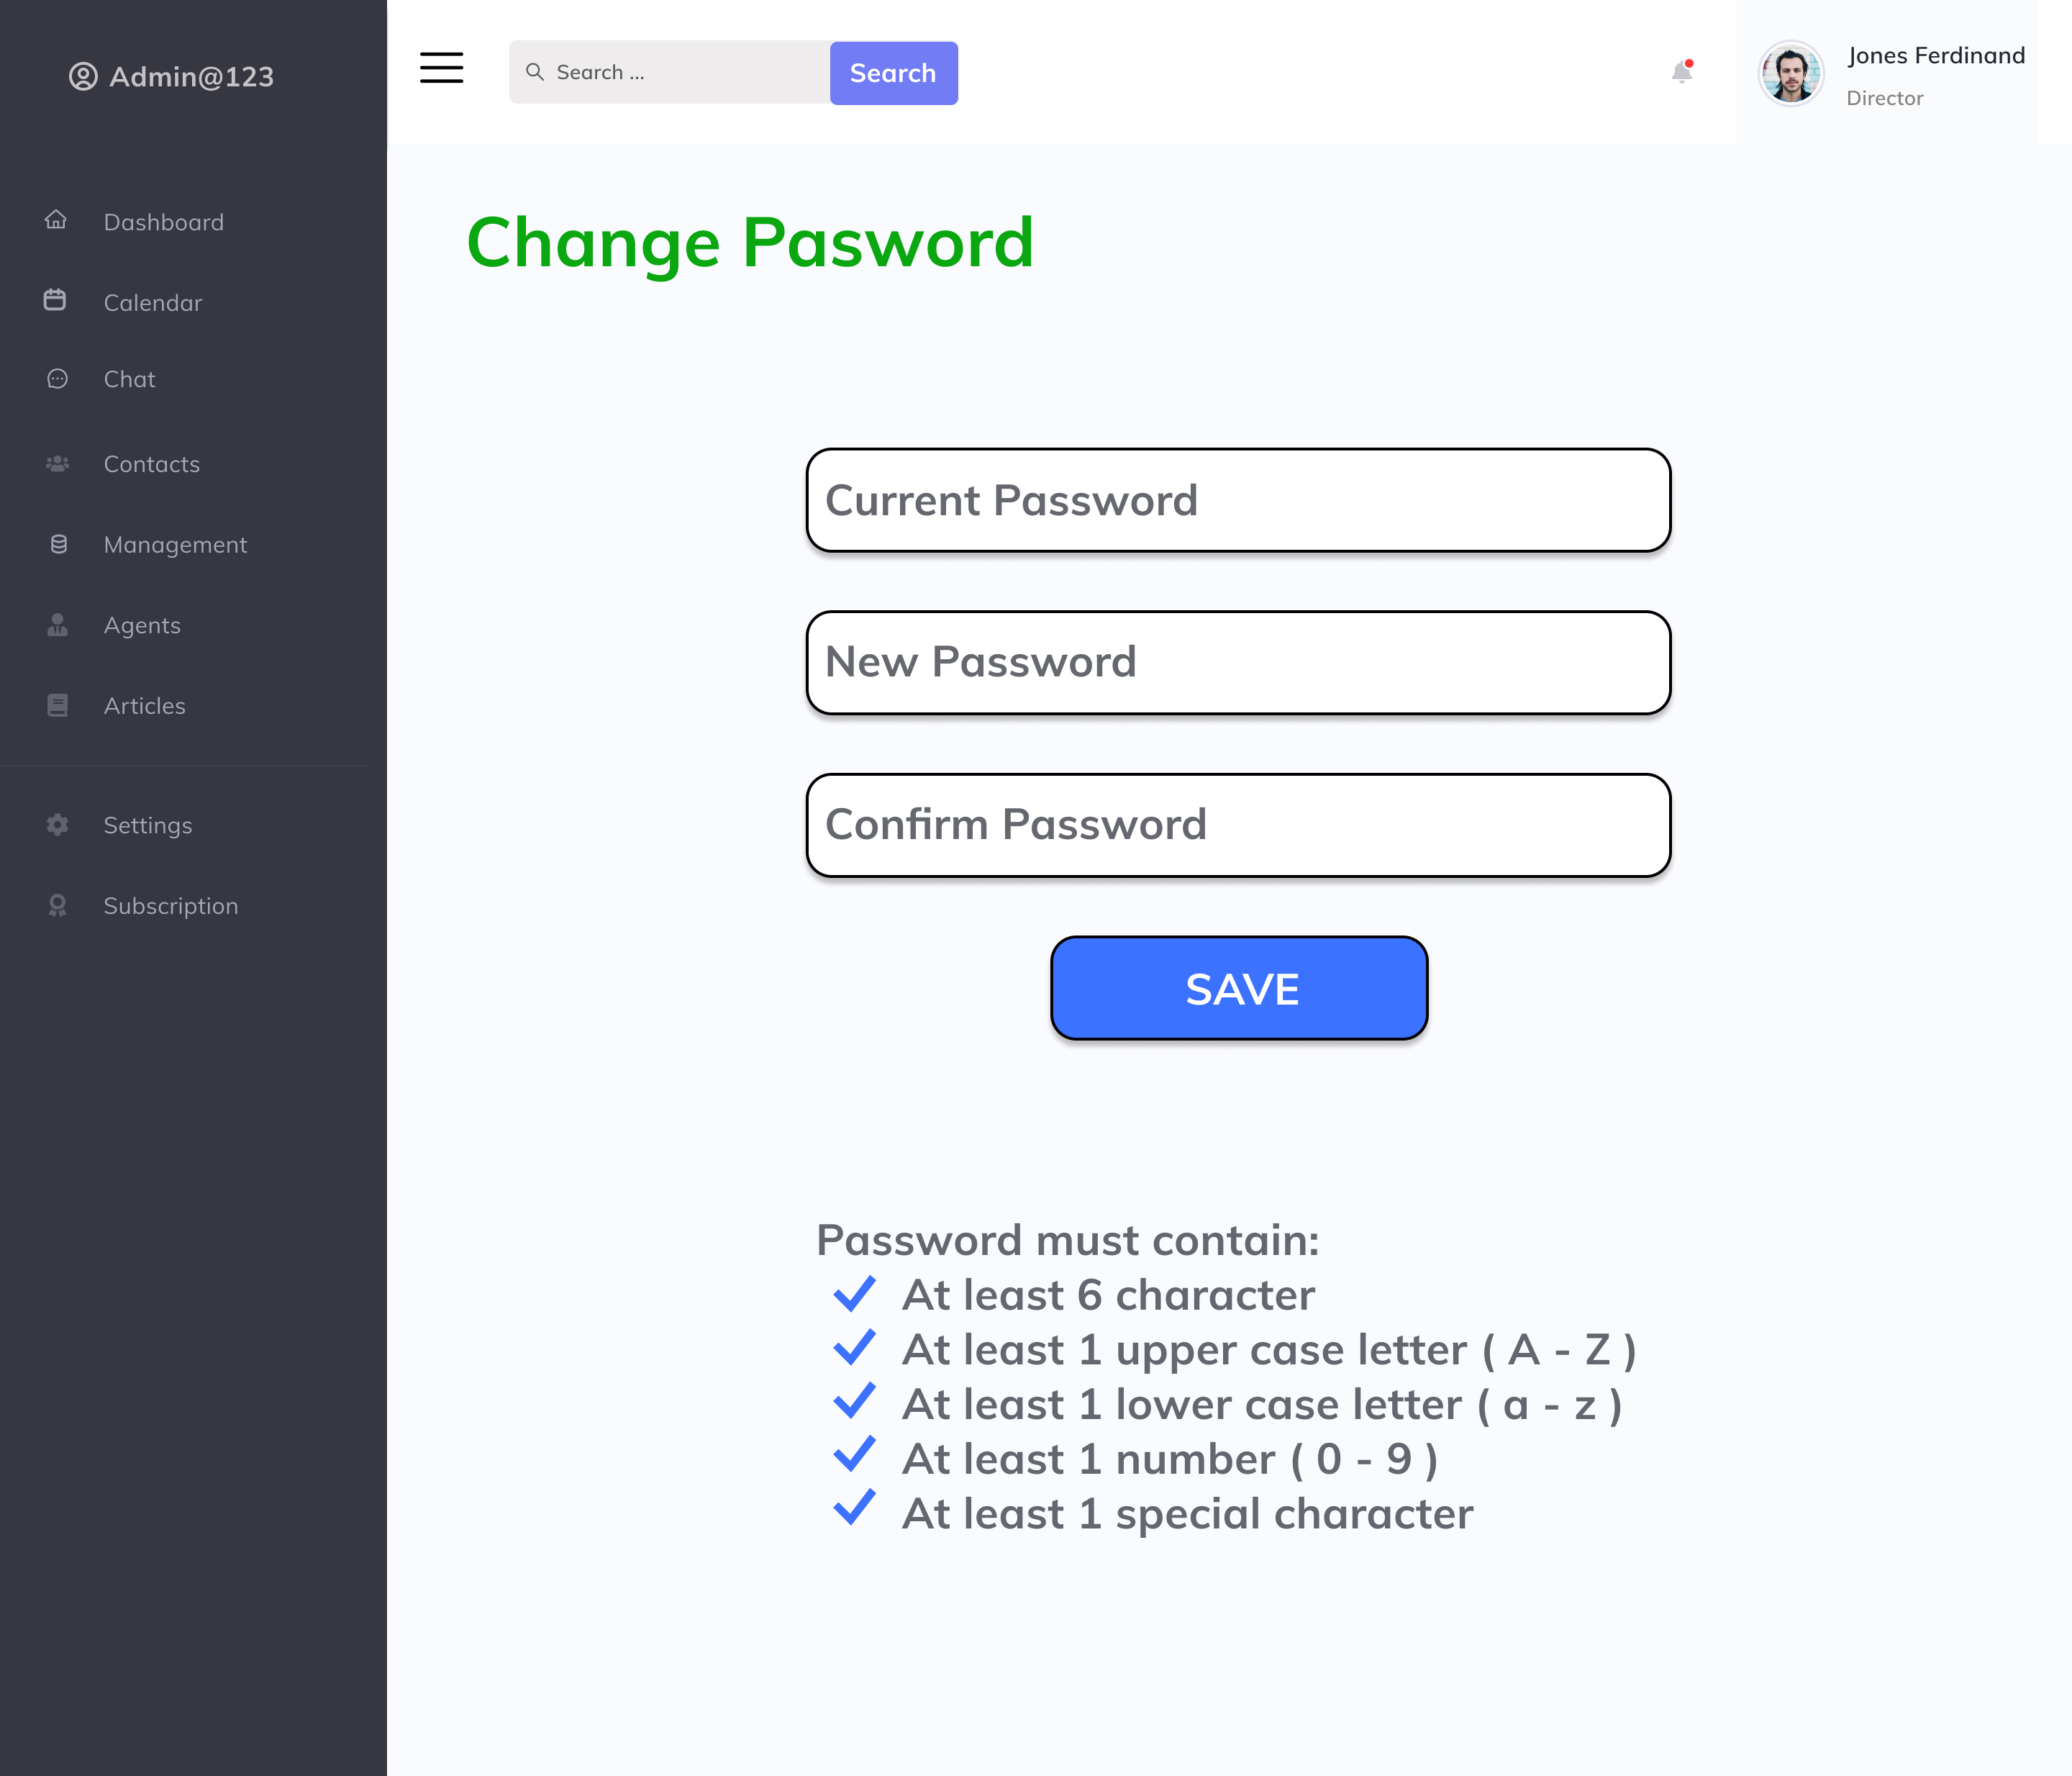 Admin@123
Dashboard
Calendar
Chat
Contacts
Management
Agents
Articles
Settings
Subscription
Search ...
Search
Jones Ferdinand
Director
Change Pasword
Current Password
New Password
Confirm Password
SAVE
Password must contain:
At least 6 character
At least 1 upper case letter ( A - Z )
At least 1 lower case letter ( a - z )
At least 1 number ( 0 - 9 )
At least 1 special character